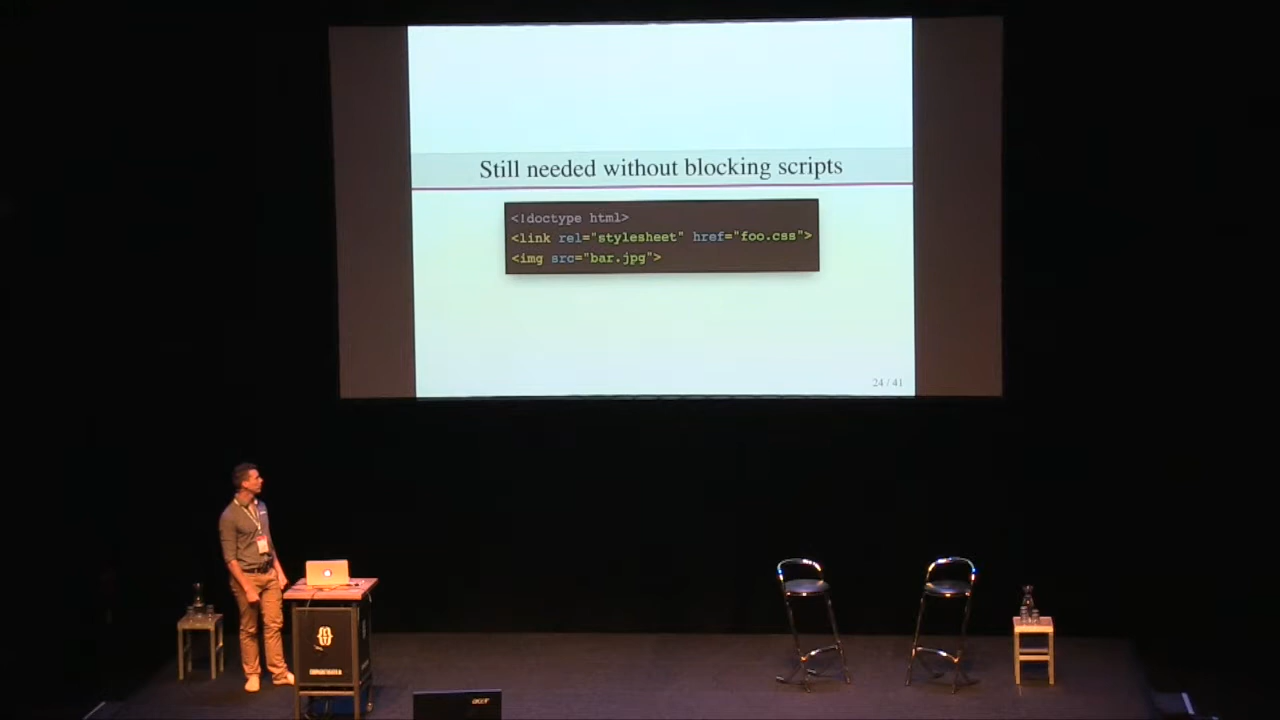 Still needed without blocking scripts
<!doctype html>
<link rel="stylesheet" href="foo.css">
<img src="bar.jpg">
24 / 41
acer